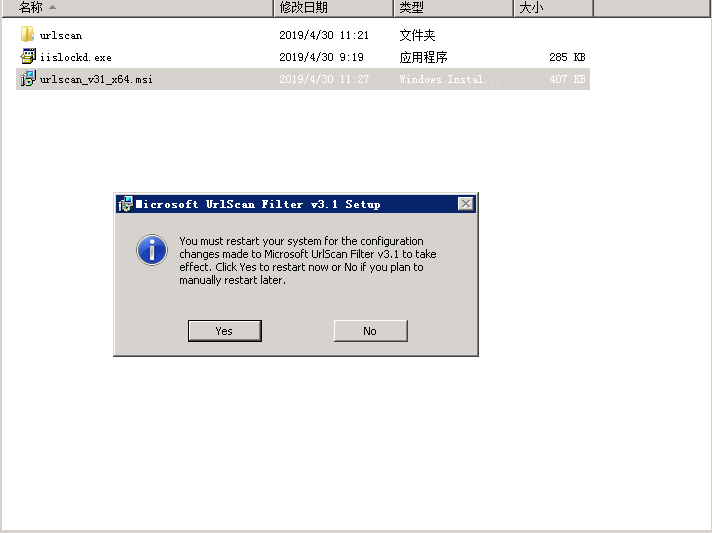 名称 修改日期 类型 大小
urlscan 2019/4/30 11:21 文件夹
iislockd.exe 2019/4/30 9:19 应用程序 285 KB
urlscan_v31_x64.msi 2019/4/30 11:27 Windows Instal... 407 KB
Microsoft UrlScan Filter v3.1 Setup
You must restart your system for the configuration
changes made to Microsoft UrlScan Filter v3.1 to take
effect. Click Yes to restart now or No if you plan to
manually restart later.
Yes No